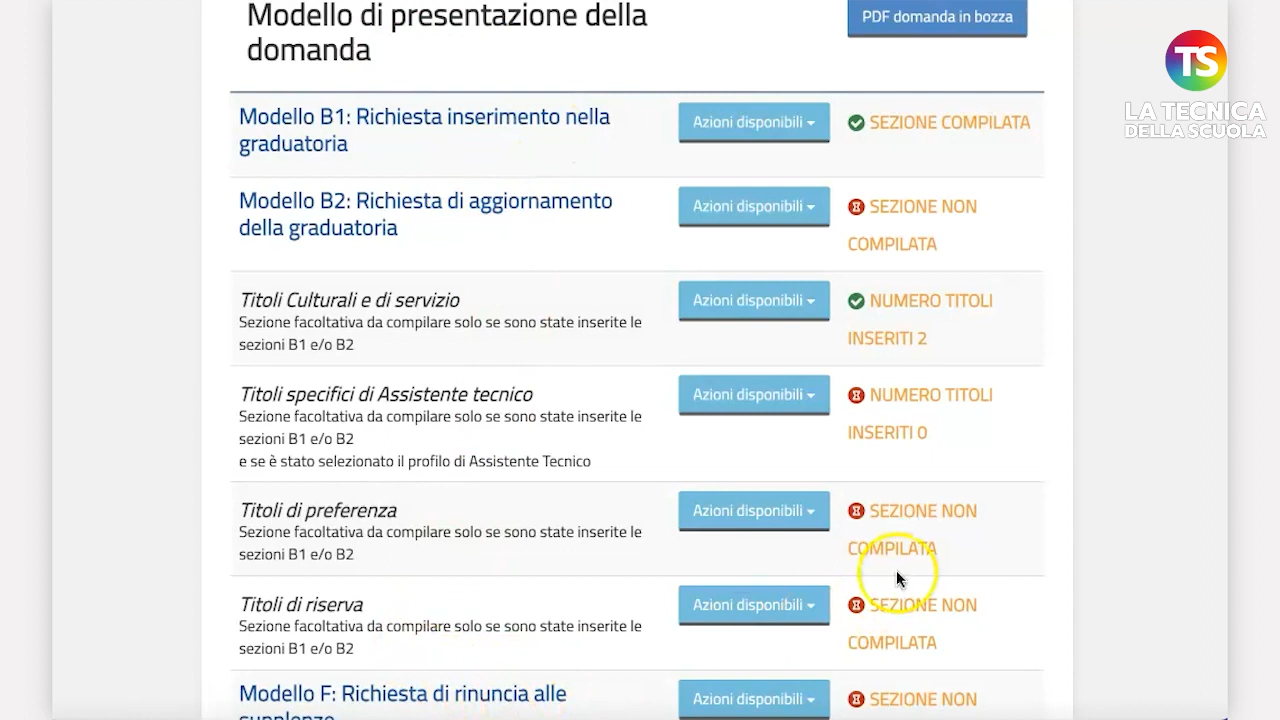 Modello di presentazione della
domanda
PDF domanda in bozza
TS
LA TECNICA
DELLA SCUOLA
Modello B1: Richiesta inserimento nella
graduatoria
Azioni disponibili
SEZIONE COMPILATA
Modello B2: Richiesta di aggiornamento
della graduatoria
Azioni disponibili
SEZIONE NON
COMPILATA
Titoli Culturali e di servizio
Sezione facoltativa da compilare solo se sono state inserite le
sezioni B1 e/o B2
Azioni disponibili
NUMERO TITOLI
INSERITI 2
Titoli specifici di Assistente tecnico
Sezione facoltativa da compilare solo se sono state inserite le
sezioni B1 e/o B2
e se è stato selezionato il profilo di Assistente Tecnico
Azioni disponibili
NUMERO TITOLI
INSERITI 0
Titoli di preferenza
Sezione facoltativa da compilare solo se sono state inserite le
sezioni B1 e/o B2
Azioni disponibili
SEZIONE NON
COMPILATA
Titoli di riserva
Sezione facoltativa da compilare solo se sono state inserite le
sezioni B1 e/o B2
Azioni disponibili
SEZIONE NON
COMPILATA
Modello F: Richiesta di rinuncia alle
supplenze
Azioni disponibili
SEZIONE NON